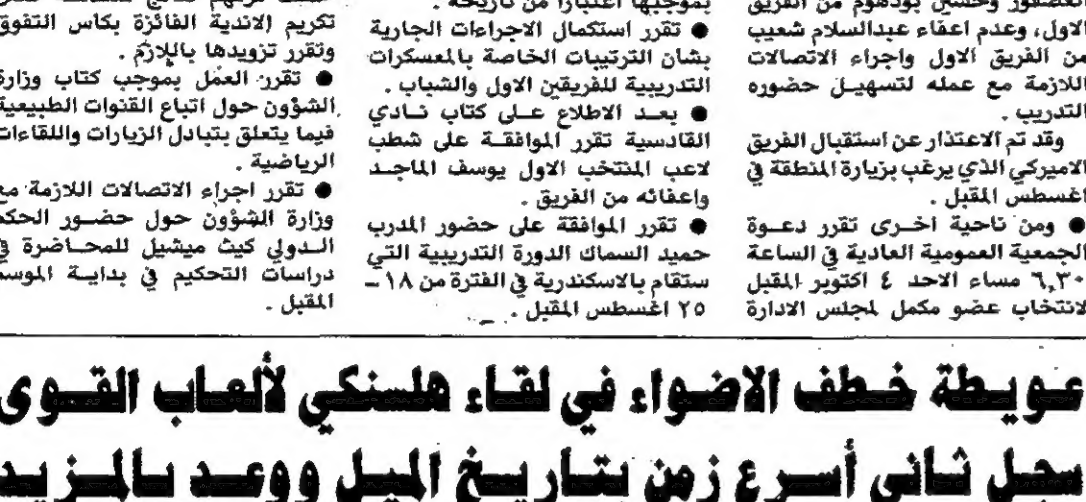 العصفور وحسين بودهوم من الفريق
الاول، وعدم اعفاء عبدالسلام شعيب
من الفريق الاول واجراء الاتصالات
اللازمة مع عمله لتسهيل حضوره
التدريب .
وقد تم الاعتذار عن استقبال الفريق
الاميركي الذي يرغب بزيارة المنطقة في
اغسطس المقبل .
● ومن ناحية اخرى تقرر دعوة
الجمعية العمومية العادية في الساعة
٦,٣٠ مساء الاحد ٤ اكتوبر المقبل
لانتخاب عضو مكمل لمجلس الادارة
بموجبها اعتبارا من تاريخه .
● تقرر استكمال الاجراءات الجارية
بشان الترتيبات الخاصة بالمعسكرات
التدريبية للفريقين الاول والشباب .
● بعد الاطلاع على كتاب نادي
القادسية تقرر الموافقة على شطب
لاعب المنتخب الاول يوسف الماجد
واعفائه من الفريق .
● تقرر الموافقة على حضور المدرب
حميد السماك الدورة التدريبية التي
ستقام بالاسكندرية في الفترة من ١٨ –
٢٥ اغسطس المقبل .
تكريم الاندية الفائزة بكاس التفوق
وتقرر تزويدها باللازم .
● تقرر العمل بموجب كتاب وزارة
الشؤون حول اتباع القنوات الطبيعية
فيما يتعلق بتبادل الزيارات واللقاءات
الرياضية .
● تقرر اجراء الاتصالات اللازمة مع
وزارة الشؤون حول حضور الحكم
الدولي كيث ميشيل للمحاضرة في
دراسات التحكيم في بداية الموسم
المقبل .
عويطة خطف الاضواء في لقاء هلسنكي لألعاب القوى
سجل ثاني أسرع زمن بتاريخ الميل ووعد بالمزيد